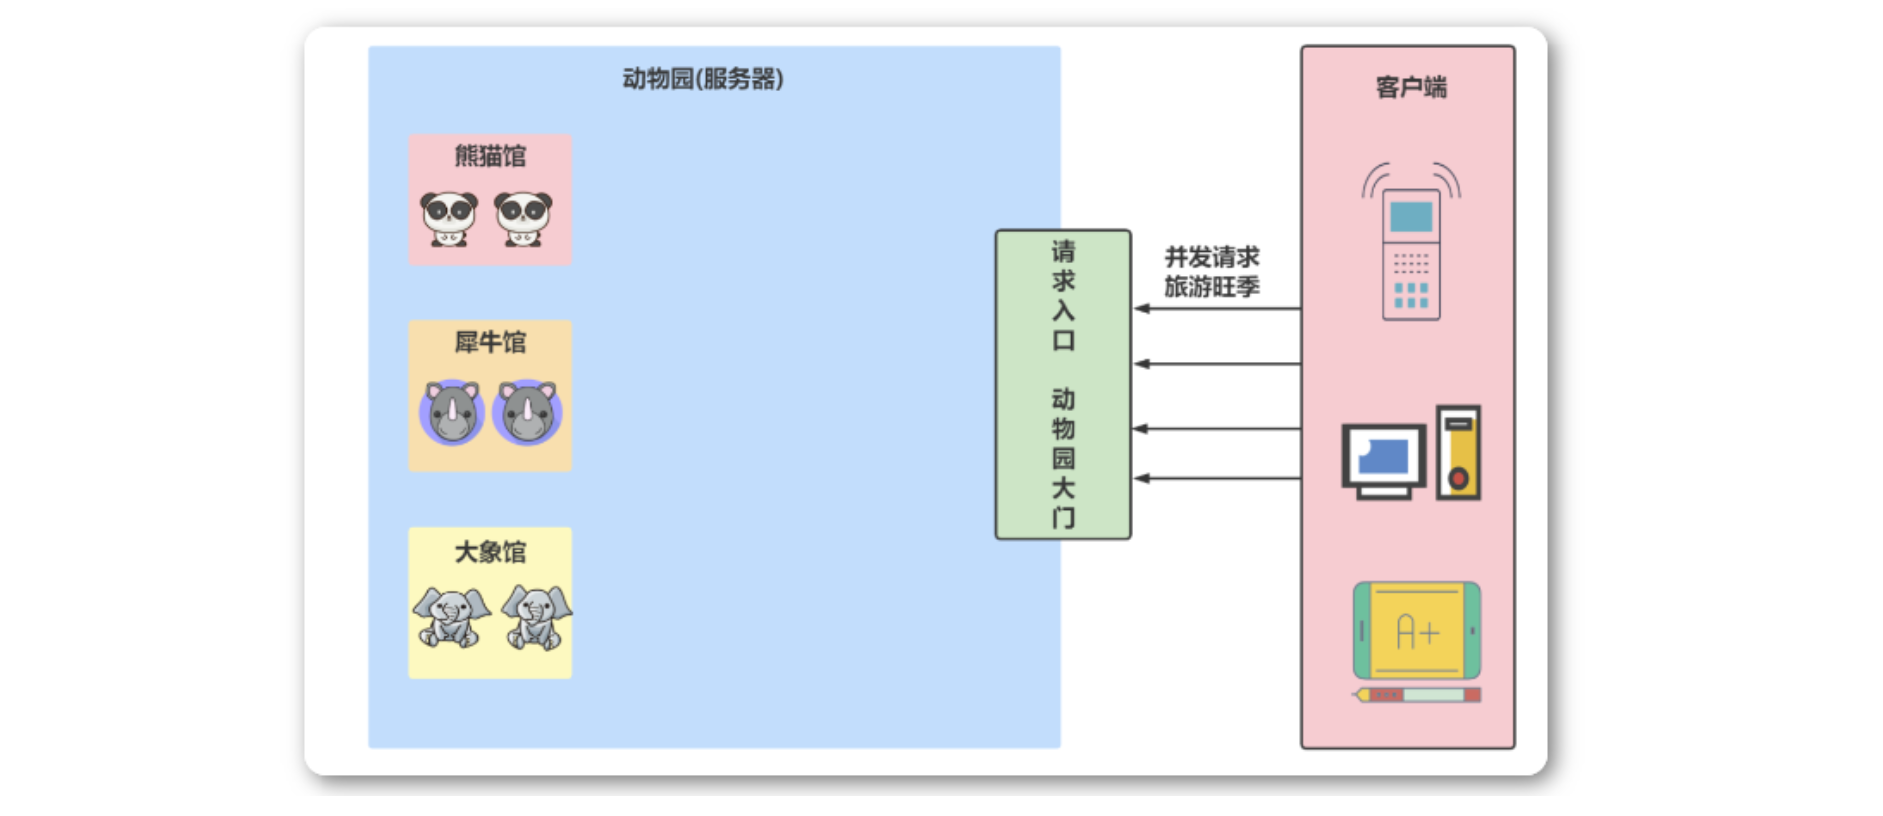 动物园(服务器)
熊猫馆
犀牛馆
大象馆
请求入口 动物园大门
并发请求
旅游旺季
客户端
A+